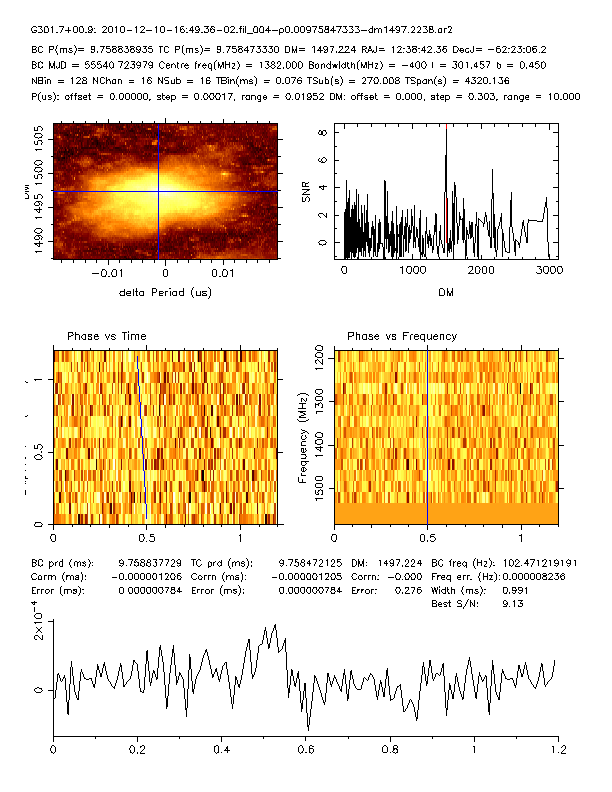 G301.7+00.9: 2010-12-10-16:49.36-02.fil_004-p0.00975847333-dm1497.223B.ar2
BC P(ms)= 9.758838935 TC P(ms)= 9.758473330 DM= 1497.224 RAJ= 12:38:42.36 DecJ= -62:23:06.2
BC MJD = 55540.723979 Centre freq(MHz) = 1382.000 Bandwidth(MHz) = -400 l = 301.457 b = 0.450
NBin = 128 NChan = 16 NSub = 16 TBin(ms) = 0.076 TSub(s) = 270.008 TSpan(s) = 4320.136
P(us): offset = 0.00000, step = 0.00017, range = 0.01952 DM: offset = 0.000, step = 0.303, range = 10.000
1505
1500
1495
1490
DM
-0.01 0 0.01
delta Period (us)
8
6
4
2
0
SNR
0 1000 2000 3000
DM
Phase vs Time
1
0.5
0
0 0.5 1
Phase vs Frequency
1200
1300
1400
1500
Frequency (MHz)
0 0.5 1
BC prd (ms): 9.758837729 TC prd (ms): 9.758472125 DM: 1497.224 BC freq (Hz): 102.471219191
Corrn (ms): -0.000001206 Corrn (ms): -0.000001205 Corrn: -0.000 Freq err. (Hz): 0.000008236
Error (ms): 0.000000784 Error (ms): 0.000000784 Error: 0.276 Width (ms): 0.991
Best S/N: 9.13
2×10⁻⁴
0
0 0.2 0.4 0.6 0.8 1 1.2